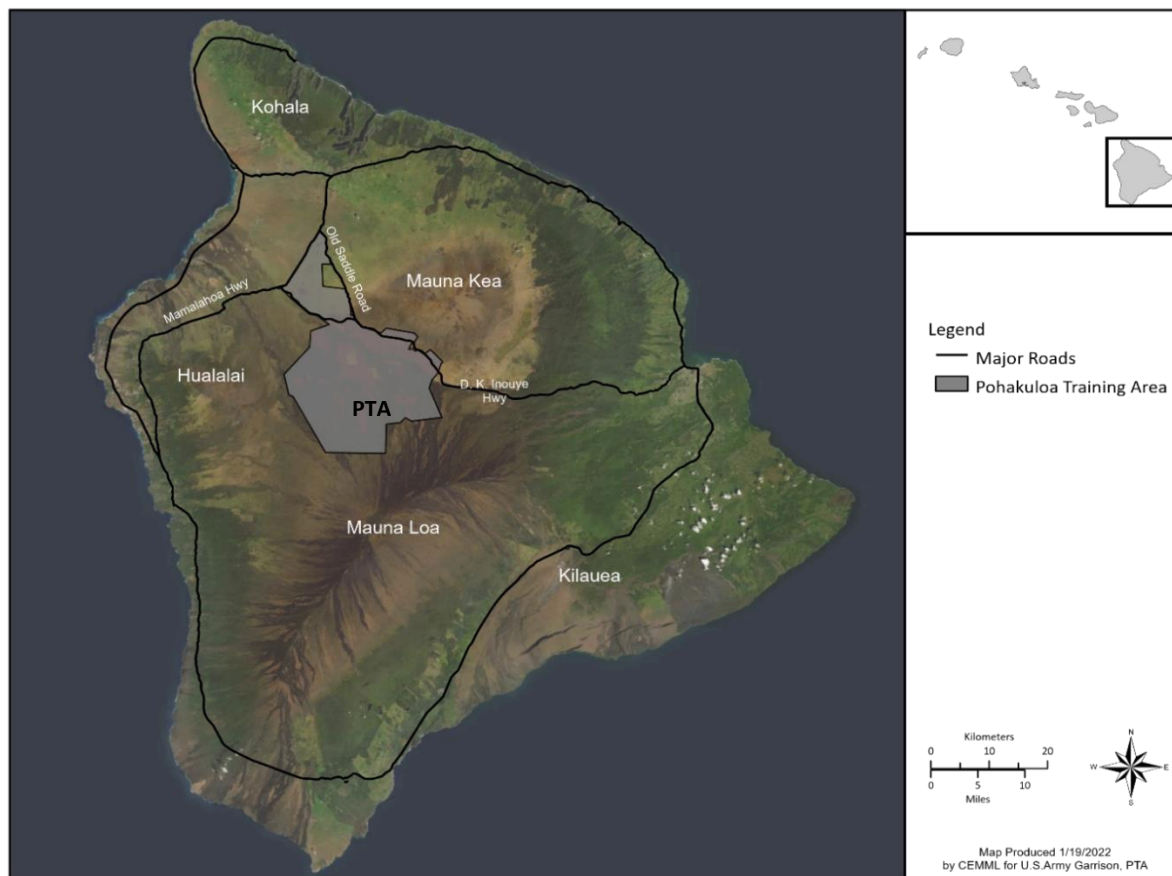 Kohala
Old Saddle Road
Mauna Kea
Mamalahoa Hwy
Hualalai
D. K. Inouye
Hwy
PTA
Mauna Loa
Kilauea
Legend
Major Roads
Pohakuloa Training Area
Kilometers
0 10 20
0 5 10
Miles
N
W E
S
Map Produced 1/19/2022
by CEMML for U.S.Army Garrison, PTA